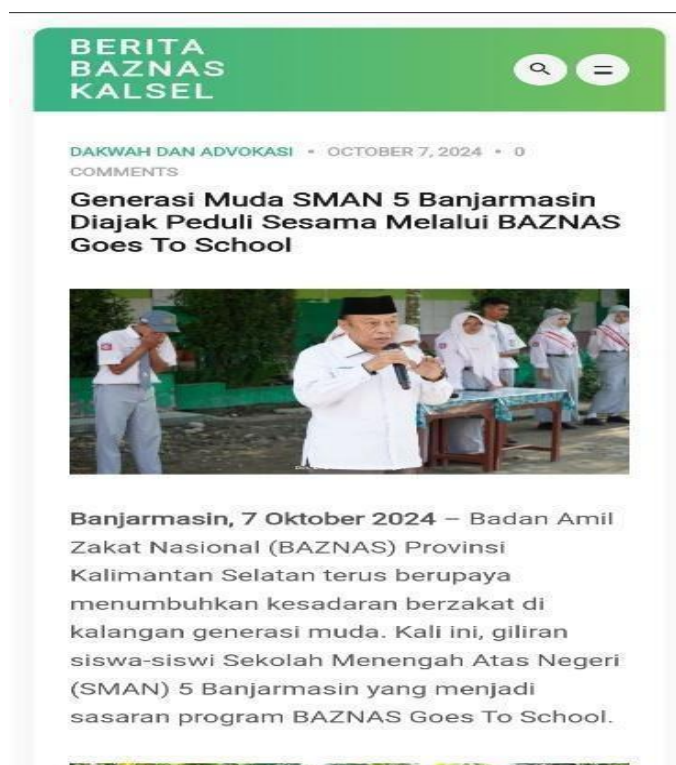 BERITA
BAZNAS
KALSEL
DAKWAH DAN ADVOKASI • OCTOBER 7, 2024 • 0
COMMENTS
Generasi Muda SMAN 5 Banjarmasin
Diajak Peduli Sesama Melalui BAZNAS
Goes To School
Banjarmasin, 7 Oktober 2024 – Badan Amil
Zakat Nasional (BAZNAS) Provinsi
Kalimantan Selatan terus berupaya
menumbuhkan kesadaran berzakat di
kalangan generasi muda. Kali ini, giliran
siswa-siswi Sekolah Menengah Atas Negeri
(SMAN) 5 Banjarmasin yang menjadi
sasaran program BAZNAS Goes To School.